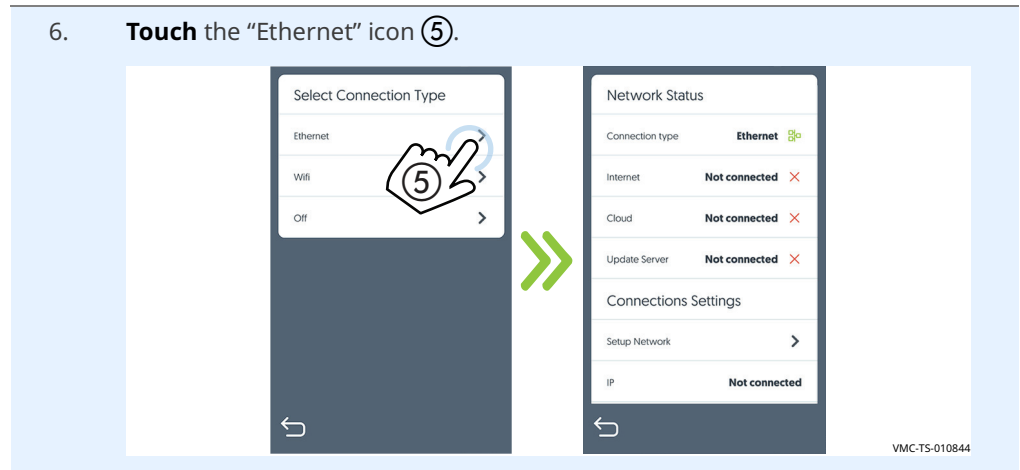 6. Touch the “Ethernet” icon ⑤.
Select Connection Type
Ethernet
Wifi
Off
⑤
Network Status
Connection type Ethernet
Internet Not connected
Cloud Not connected
Update Server Not connected
Connections Settings
Setup Network
IP Not connected
VMC-TS-010844